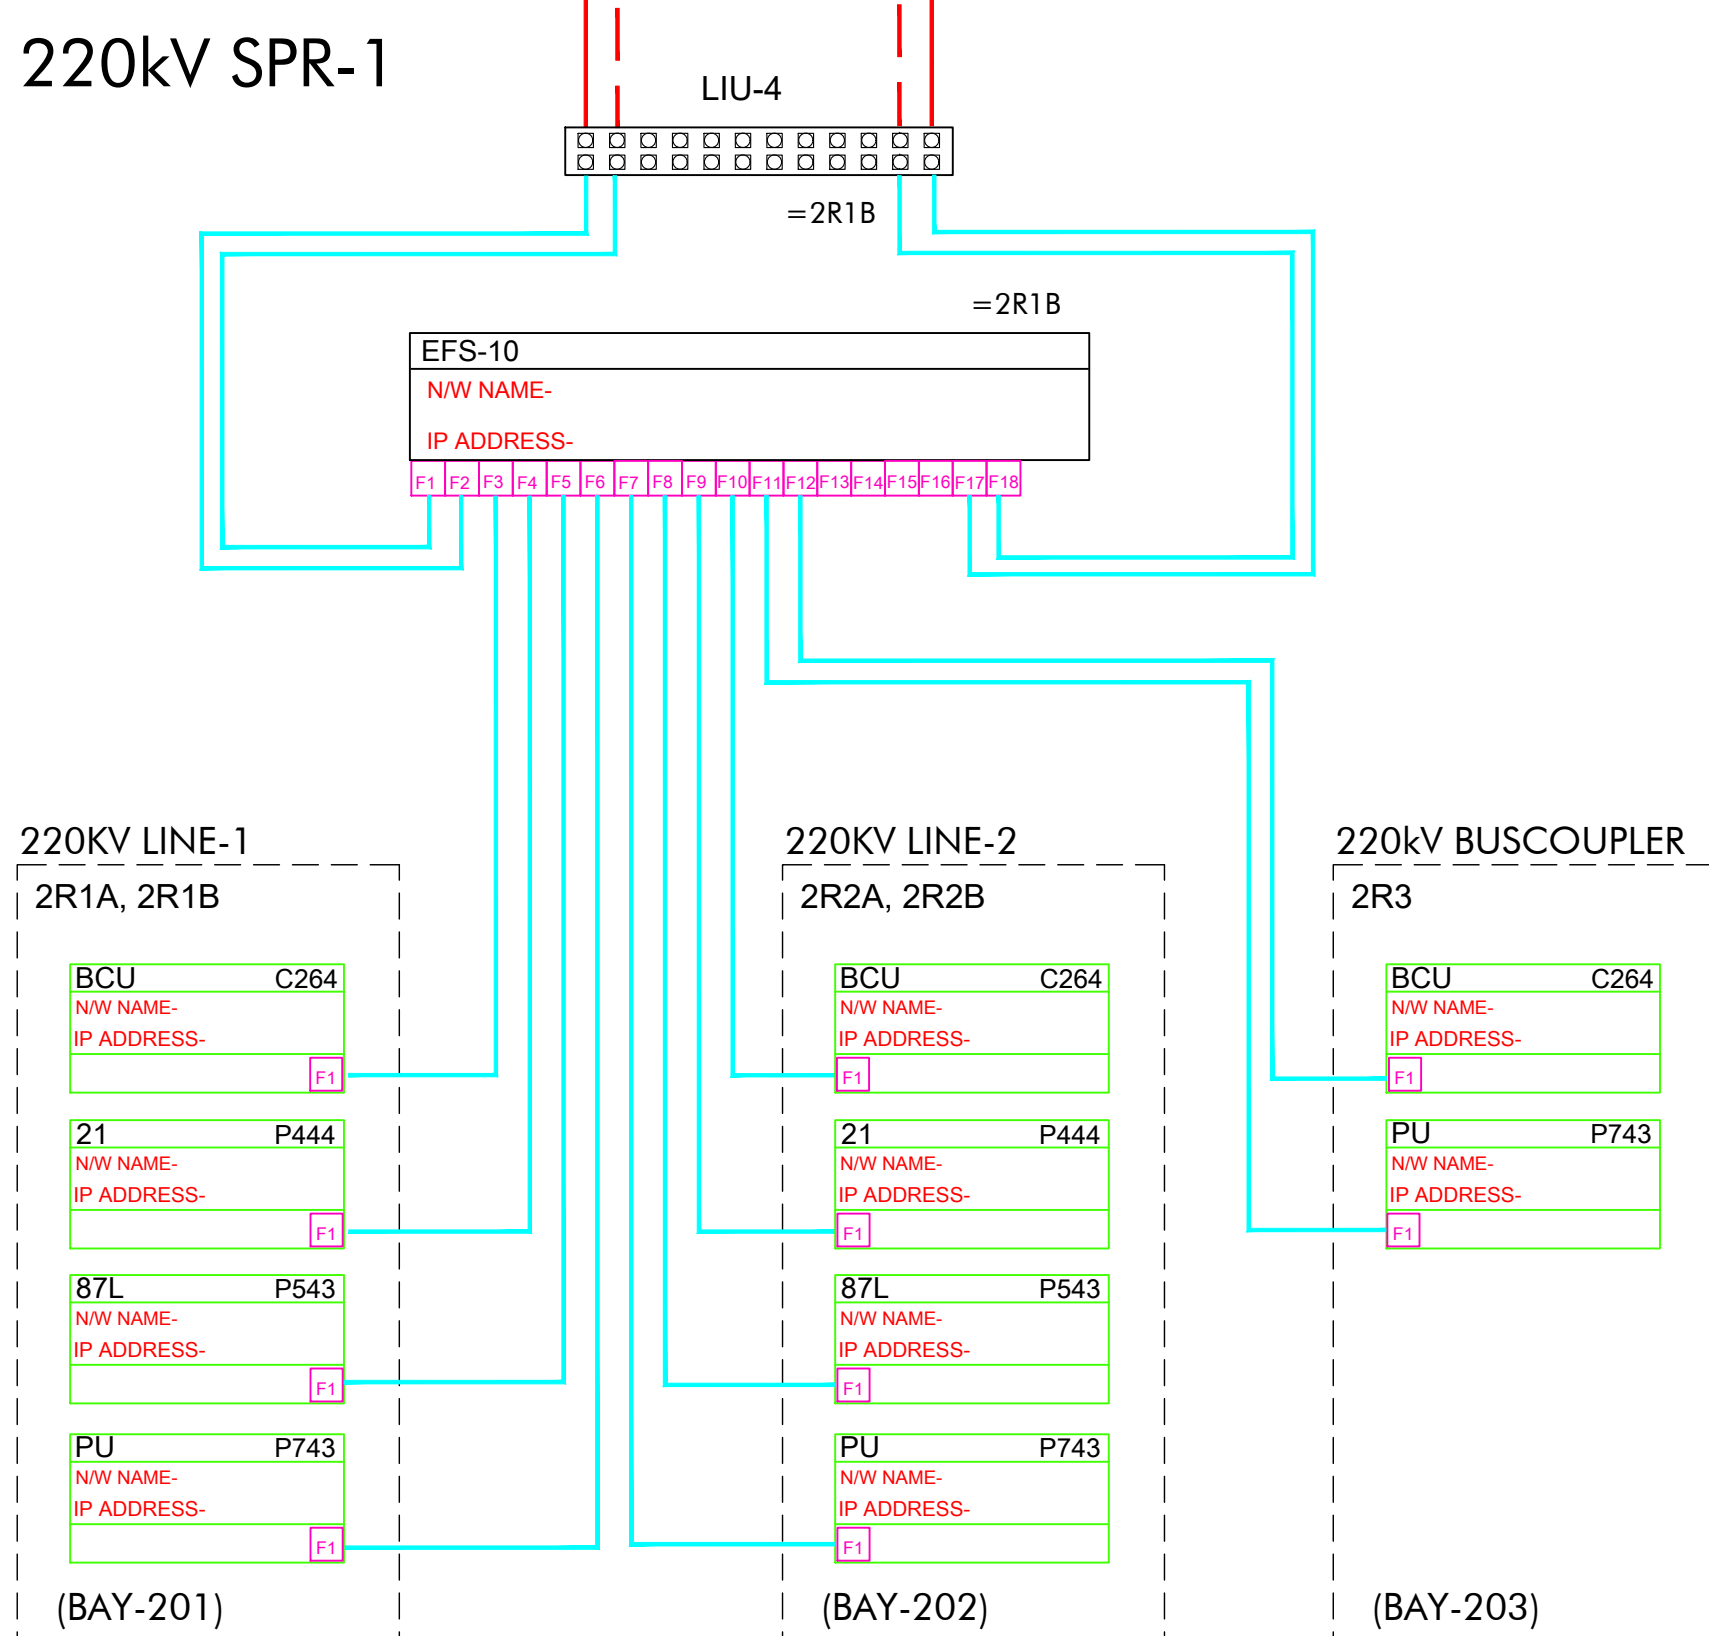 220kV SPR-1
LIU-4
=2R1B
=2R1B
EFS-10
N/W NAME-
IP ADDRESS-
F1 F2 F3 F4 F5 F6 F7 F8 F9 F10 F11 F12 F13 F14 F15 F16 F17 F18
220KV LINE-1
2R1A, 2R1B
BCU C264
N/W NAME-
IP ADDRESS-
F1
21 P444
N/W NAME-
IP ADDRESS-
F1
87L P543
N/W NAME-
IP ADDRESS-
F1
PU P743
N/W NAME-
IP ADDRESS-
F1
(BAY-201)
220KV LINE-2
2R2A, 2R2B
BCU C264
N/W NAME-
IP ADDRESS-
F1
21 P444
N/W NAME-
IP ADDRESS-
F1
87L P543
N/W NAME-
IP ADDRESS-
F1
PU P743
N/W NAME-
IP ADDRESS-
F1
(BAY-202)
220kV BUSCOUPLER
2R3
BCU C264
N/W NAME-
IP ADDRESS-
F1
PU P743
N/W NAME-
IP ADDRESS-
F1
(BAY-203)